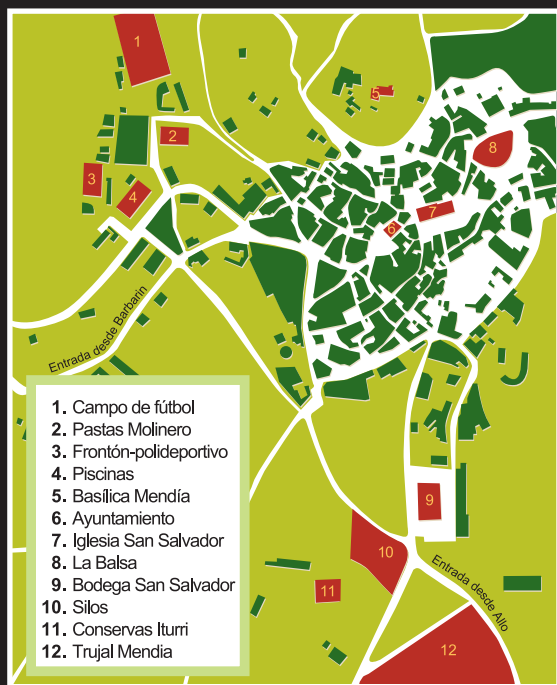 1
2
3
4
5
6
7
8
9
10
11
12
Entrada desde Barbarin
Entrada desde Allo
1. Campo de fútbol
2. Pastas Molinero
3. Frontón-polideportivo
4. Piscinas
5. Basílica Mendía
6. Ayuntamiento
7. Iglesia San Salvador
8. La Balsa
9. Bodega San Salvador
10. Silos
11. Conservas Iturri
12. Trujal Mendia